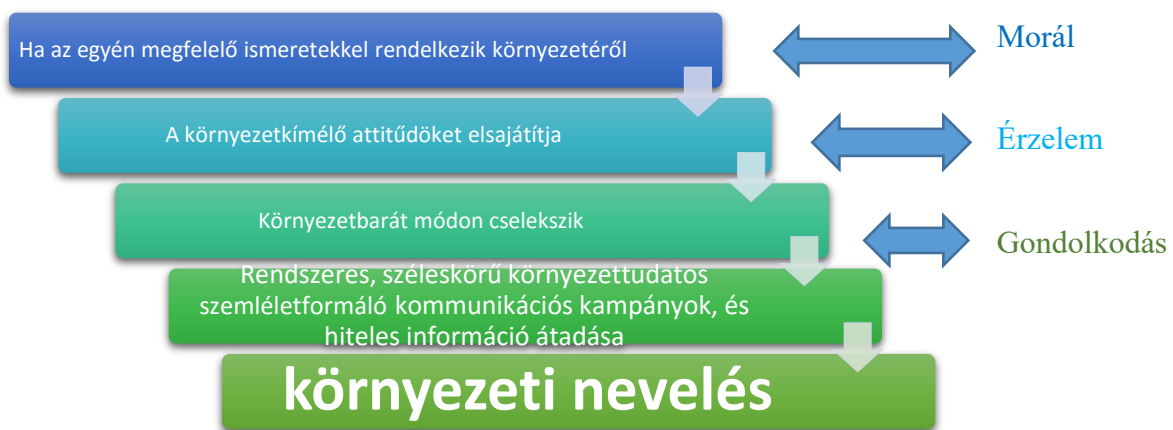 Ha az egyén megfelelő ismeretekkel rendelkezik környezetéről
Morál
A környezetkímélő attitűdöket elsajátítja
Érzelem
Környezetbarát módon cselekszik
Gondolkodás
Rendszeres, széleskörű környezettudatos
szemléletformáló kommunikációs kampányok, és
hiteles információ átadása
környezeti nevelés